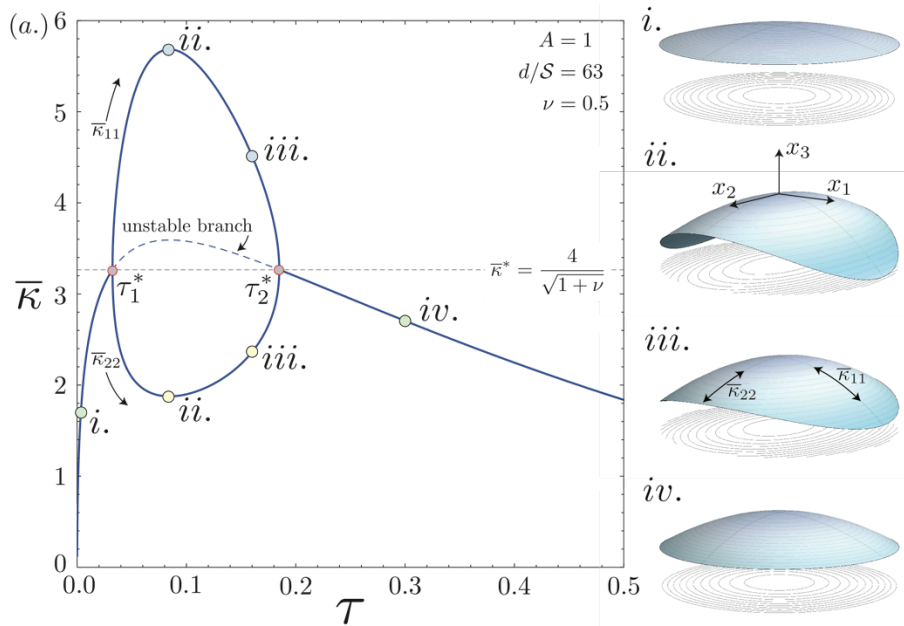 (a.)
6
5
4
3
2
1
0
κ̅
0.0
0.1
0.2
0.3
0.4
0.5
τ
A = 1
d/𝒮 = 63
ν = 0.5
ii.
κ̅₁₁
iii.
unstable branch
τ₁*
τ₂*
κ̅* = 4/√(1 + ν)
iv.
κ̅₂₂
iii.
ii.
i.
i.
ii.
x₃
x₂
x₁
iii.
κ̅₂₂
κ̅₁₁
iv.